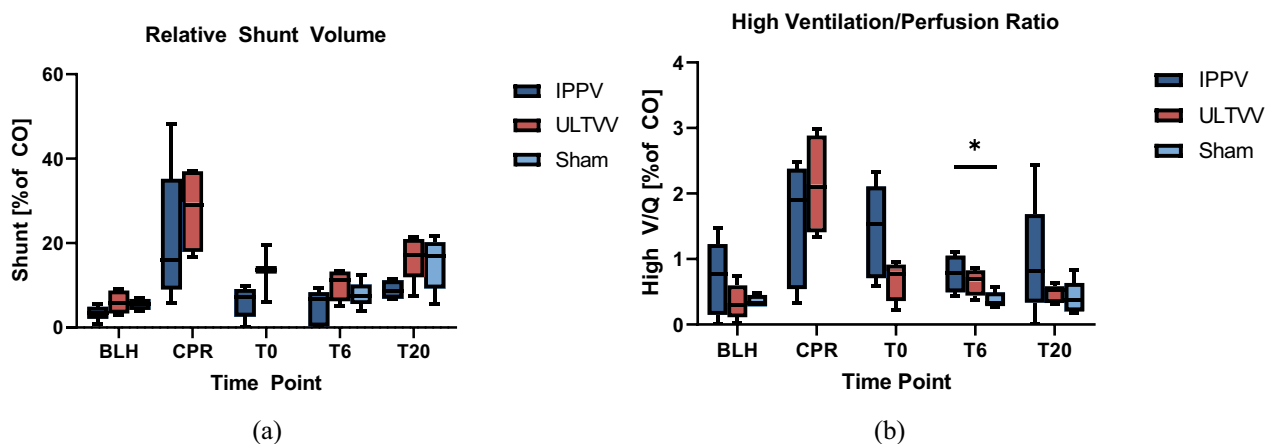 Relative Shunt Volume
60
40
20
0
Shunt [%of CO]
BLH CPR T0 T6 T20
Time Point
IPPV
ULTVV
Sham
(a)
High Ventilation/Perfusion Ratio
4
3
2
1
0
High V/Q [%of CO]
*
BLH CPR T0 T6 T20
Time Point
IPPV
ULTVV
Sham
(b)